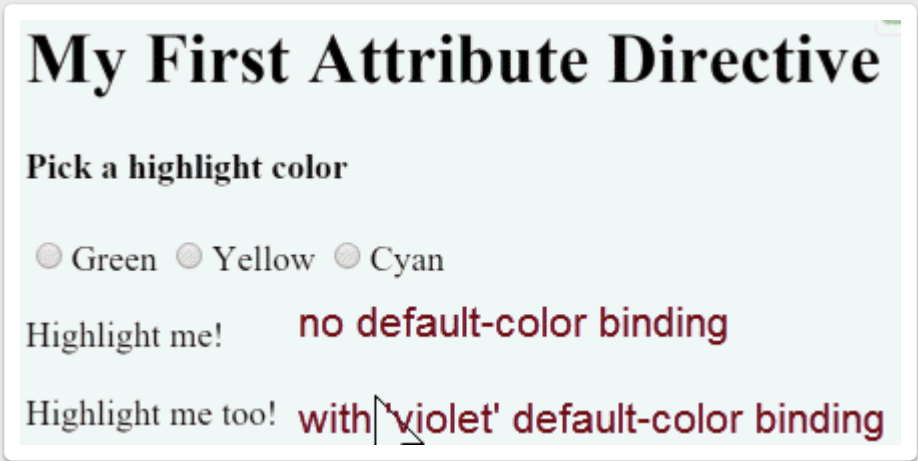 My First Attribute Directive
Pick a highlight color
Green Yellow Cyan
Highlight me! no default-color binding
Highlight me too! with 'violet' default-color binding